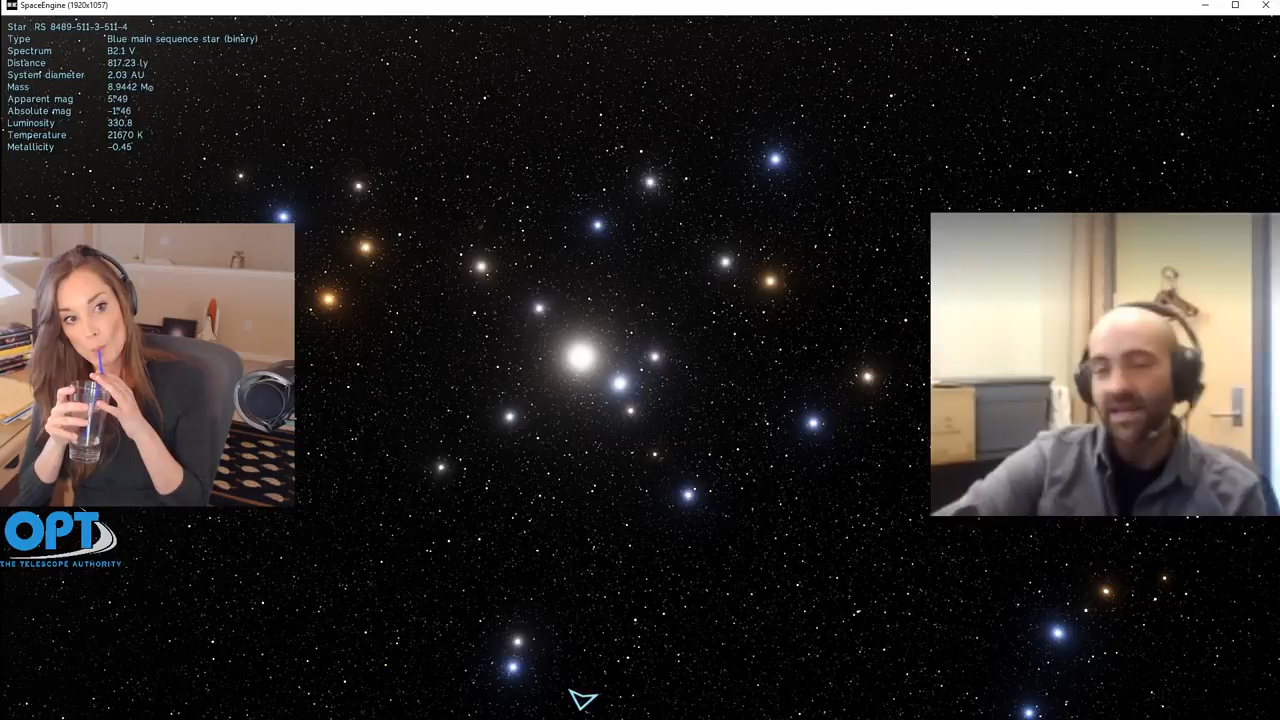 SpaceEngine (1920x1057)
Star RS 8489-511-3-511-4
Type Blue main sequence star (binary)
Spectrum B2.1 V
Distance 817.23 ly
System diameter 2.03 AU
Mass 8.9442 M☉
Apparent mag 5.49
Absolute mag -1.46
Luminosity 330.8
Temperature 21670 K
Metallicity -0.45
OPT
THE TELESCOPE AUTHORITY